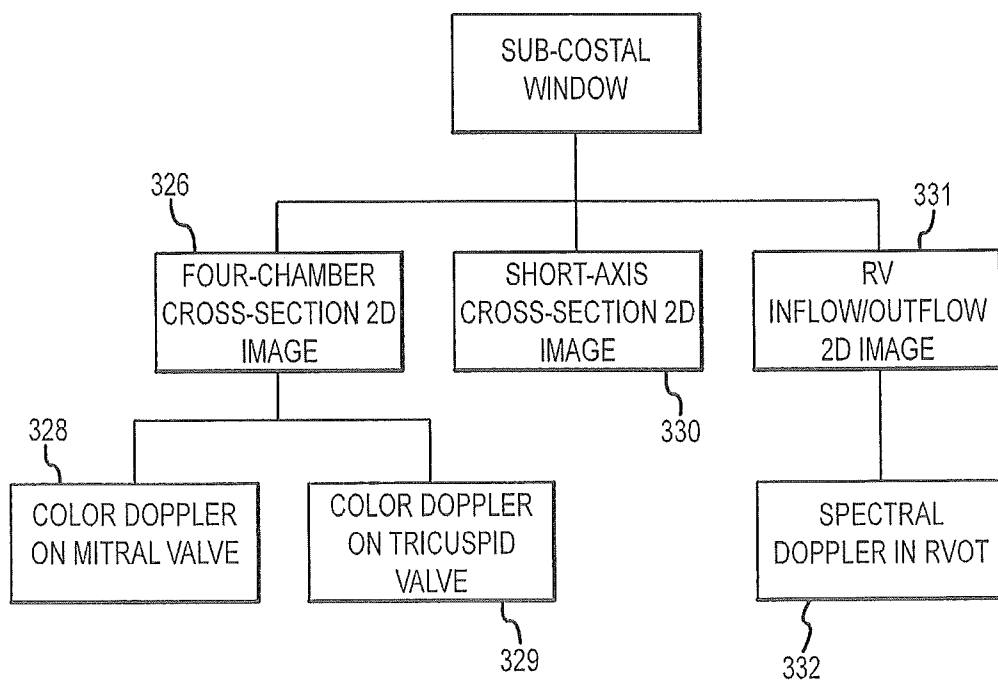 SUB-COSTAL
WINDOW
326
331
FOUR-CHAMBER
CROSS-SECTION 2D
IMAGE
SHORT-AXIS
CROSS-SECTION 2D
IMAGE
RV
INFLOW/OUTFLOW
2D IMAGE
330
328
COLOR DOPPLER
ON MITRAL VALVE
COLOR DOPPLER
ON TRICUSPID
VALVE
SPECTRAL
DOPPLER IN RVOT
329
332